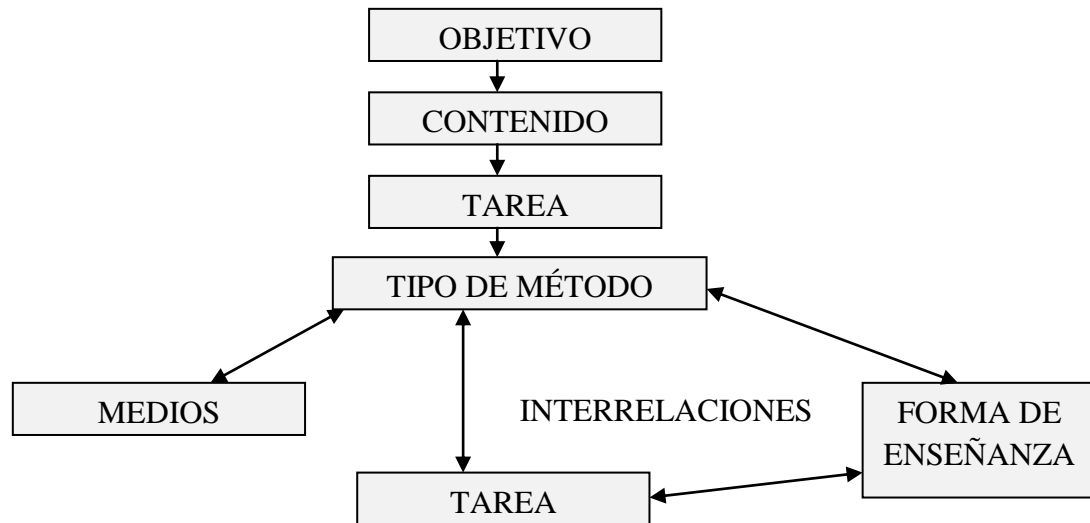 OBJETIVO
CONTENIDO
TAREA
TIPO DE MÉTODO
MEDIOS
INTERRELACIONES
FORMA DE
ENSEÑANZA
TAREA